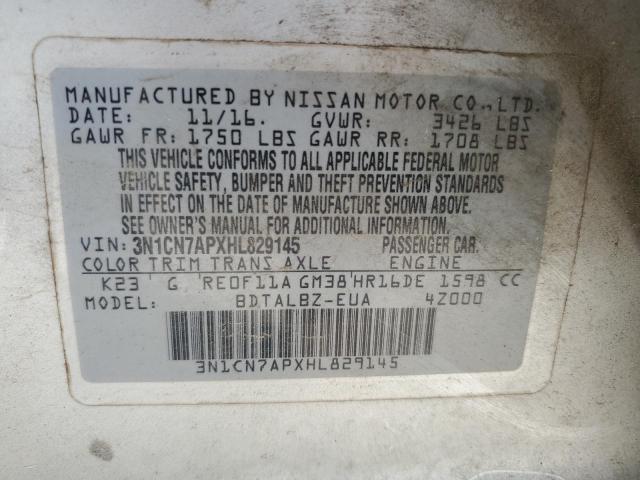 MANUFACTURED BY NISSAN MOTOR CO., LTD.
DATE: 11/16. GVWR: 3426 LBS
GAWR FR: 1750 LBS GAWR RR: 1708 LBS
THIS VEHICLE CONFORMS TO ALL APPLICABLE FEDERAL MOTOR
VEHICLE SAFETY, BUMPER AND THEFT PREVENTION STANDARDS
IN EFFECT ON THE DATE OF MANUFACTURE SHOWN ABOVE.
SEE OWNER'S MANUAL FOR ADDITIONAL INFORMATION.
VIN: 3N1CN7APXHL829145 PASSENGER CAR.
COLOR TRIM TRANS AXLE ENGINE
K23 ' G ' RE0F11A GM38 'HR16DE 1598 CC
MODEL: BDTALBZ-EUA 4Z000
3N1CN7APXHL829145